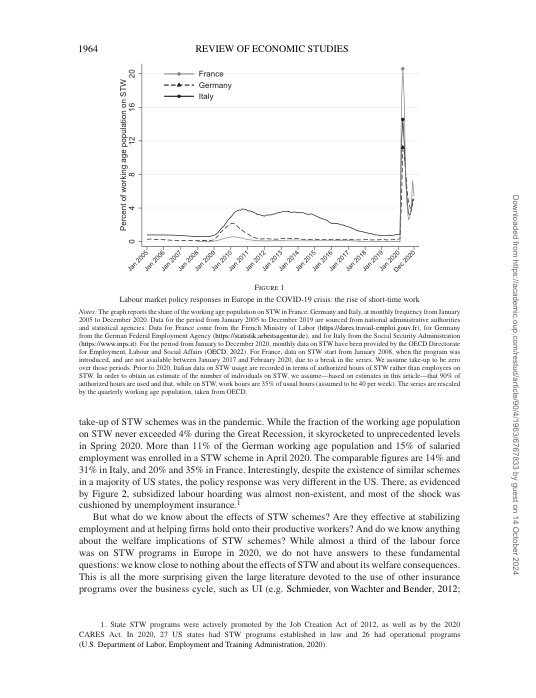 1964 REVIEW OF ECONOMIC STUDIES
Percent of working age population on STW
0 4 8 12 16 20
France
Germany
Italy
Jan 2005
Jan 2006
Jan 2007
Jan 2008
Jan 2009
Jan 2010
Jan 2011
Jan 2012
Jan 2013
Jan 2014
Jan 2015
Jan 2016
Jan 2017
Jan 2018
Jan 2019
Jan 2020
Dec 2020
FIGURE 1
Labour market policy responses in Europe in the COVID-19 crisis: the rise of short-time work
Notes: The graph reports the share of the working age population on STW in France, Germany and Italy, at monthly frequency from January
2005 to December 2020. Data for the period from January 2005 to December 2019 are sourced from national administrative authorities
and statistical agencies. Data for France come from the French Ministry of Labor (https://dares.travail-emploi.gouv.fr), for Germany
from the German Federal Employment Agency (https://statistik.arbeitsagentur.de), and for Italy from the Social Security Administration
(https://www.inps.it). For the period from January to December 2020, monthly data on STW have been provided by the OECD Directorate
for Employment, Labour and Social Affairs (OECD, 2022). For France, data on STW start from January 2008, when the program was
introduced, and are not available between January 2017 and February 2020, due to a break in the series. We assume take-up to be zero
over those periods. Prior to 2020, Italian data on STW usage are recorded in terms of authorized hours of STW rather than employees on
STW. In order to obtain an estimate of the number of individuals on STW, we assume—based on estimates in this article—that 90% of
authorized hours are used and that, while on STW, work hours are 35% of usual hours (assumed to be 40 per week). The series are rescaled
by the quarterly working age population, taken from OECD.
take-up of STW schemes was in the pandemic. While the fraction of the working age population
on STW never exceeded 4% during the Great Recession, it skyrocketed to unprecedented levels
in Spring 2020. More than 11% of the German working age population and 15% of salaried
employment was enrolled in a STW scheme in April 2020. The comparable figures are 14% and
31% in Italy, and 20% and 35% in France. Interestingly, despite the existence of similar schemes
in a majority of US states, the policy response was very different in the US. There, as evidenced
by Figure 2, subsidized labour hoarding was almost non-existent, and most of the shock was
cushioned by unemployment insurance.1
But what do we know about the effects of STW schemes? Are they effective at stabilizing
employment and at helping firms hold onto their productive workers? And do we know anything
about the welfare implications of STW schemes? While almost a third of the labour force
was on STW programs in Europe in 2020, we do not have answers to these fundamental
questions: we know close to nothing about the effects of STW and about its welfare consequences.
This is all the more surprising given the large literature devoted to the use of other insurance
programs over the business cycle, such as UI (e.g. Schmieder, von Wachter and Bender, 2012;
1. State STW programs were actively promoted by the Job Creation Act of 2012, as well as by the 2020
CARES Act. In 2020, 27 US states had STW programs established in law and 26 had operational programs
(U.S. Department of Labor, Employment and Training Administration, 2020).
Downloaded from https://academic.oup.com/restud/article/90/4/1963/6767833 by guest on 14 October 2024